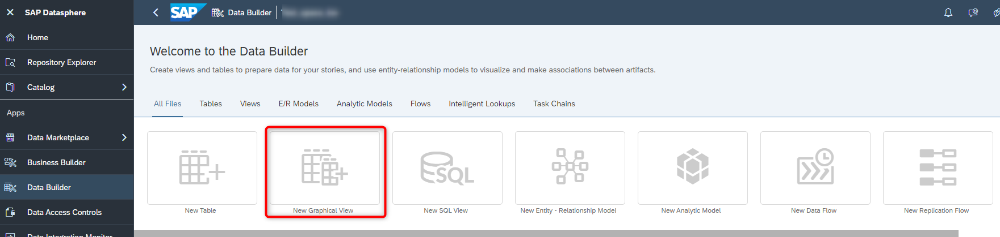 SAP Datasphere
Home
Repository Explorer
Catalog
Apps
Data Marketplace
Business Builder
Data Builder
Data Access Controls
Data Integration Monitor
SAP Data Builder
Welcome to the Data Builder
Create views and tables to prepare data for your stories, and use entity-relationship models to visualize and make associations between artifacts.
All Files Tables Views E/R Models Analytic Models Flows Intelligent Lookups Task Chains
SQL
New Table New Graphical View New SQL View New Entity - Relationship Model New Analytic Model New Data Flow New Replication Flow